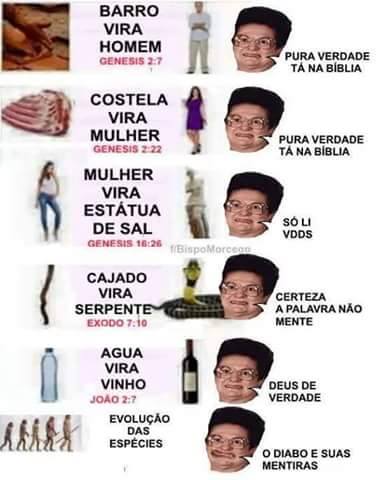 BARRO
VIRA
HOMEM
GENESIS 2:7
PURA VERDADE
TÁ NA BÍBLIA
COSTELA
VIRA
MULHER
GENESIS 2:22
PURA VERDADE
TÁ NA BÍBLIA
MULHER
VIRA
ESTÁTUA
DE SAL
GENESIS 16:26
SÓ LI
VDDS
f/BispoMorcego
CAJADO
VIRA
SERPENTE
EXODO 7:10
CERTEZA
A PALAVRA NÃO
MENTE
AGUA
VIRA
VINHO
JOÃO 2:7
DEUS DE
VERDADE
EVOLUÇÃO
DAS
ESPÉCIES
O DIABO E SUAS
MENTIRAS